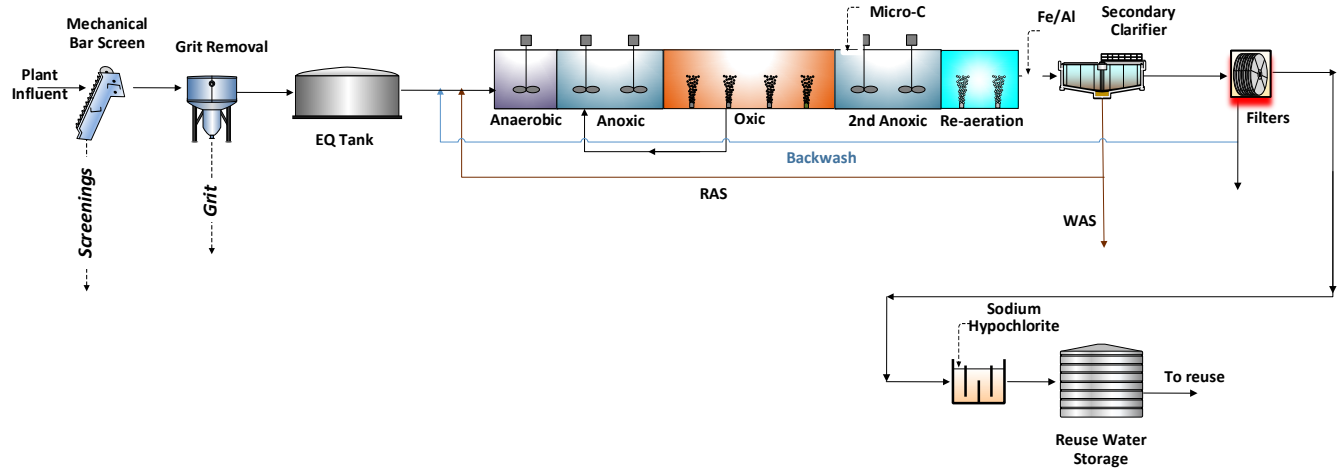 Mechanical
Bar Screen
Grit Removal
Plant
Influent
EQ Tank
Screenings
Grit
Micro-C
Fe/Al
Secondary
Clarifier
Anaerobic
Anoxic
Oxic
2nd Anoxic
Re-aeration
Filters
Backwash
RAS
WAS
Sodium
Hypochlorite
To reuse
Reuse Water
Storage